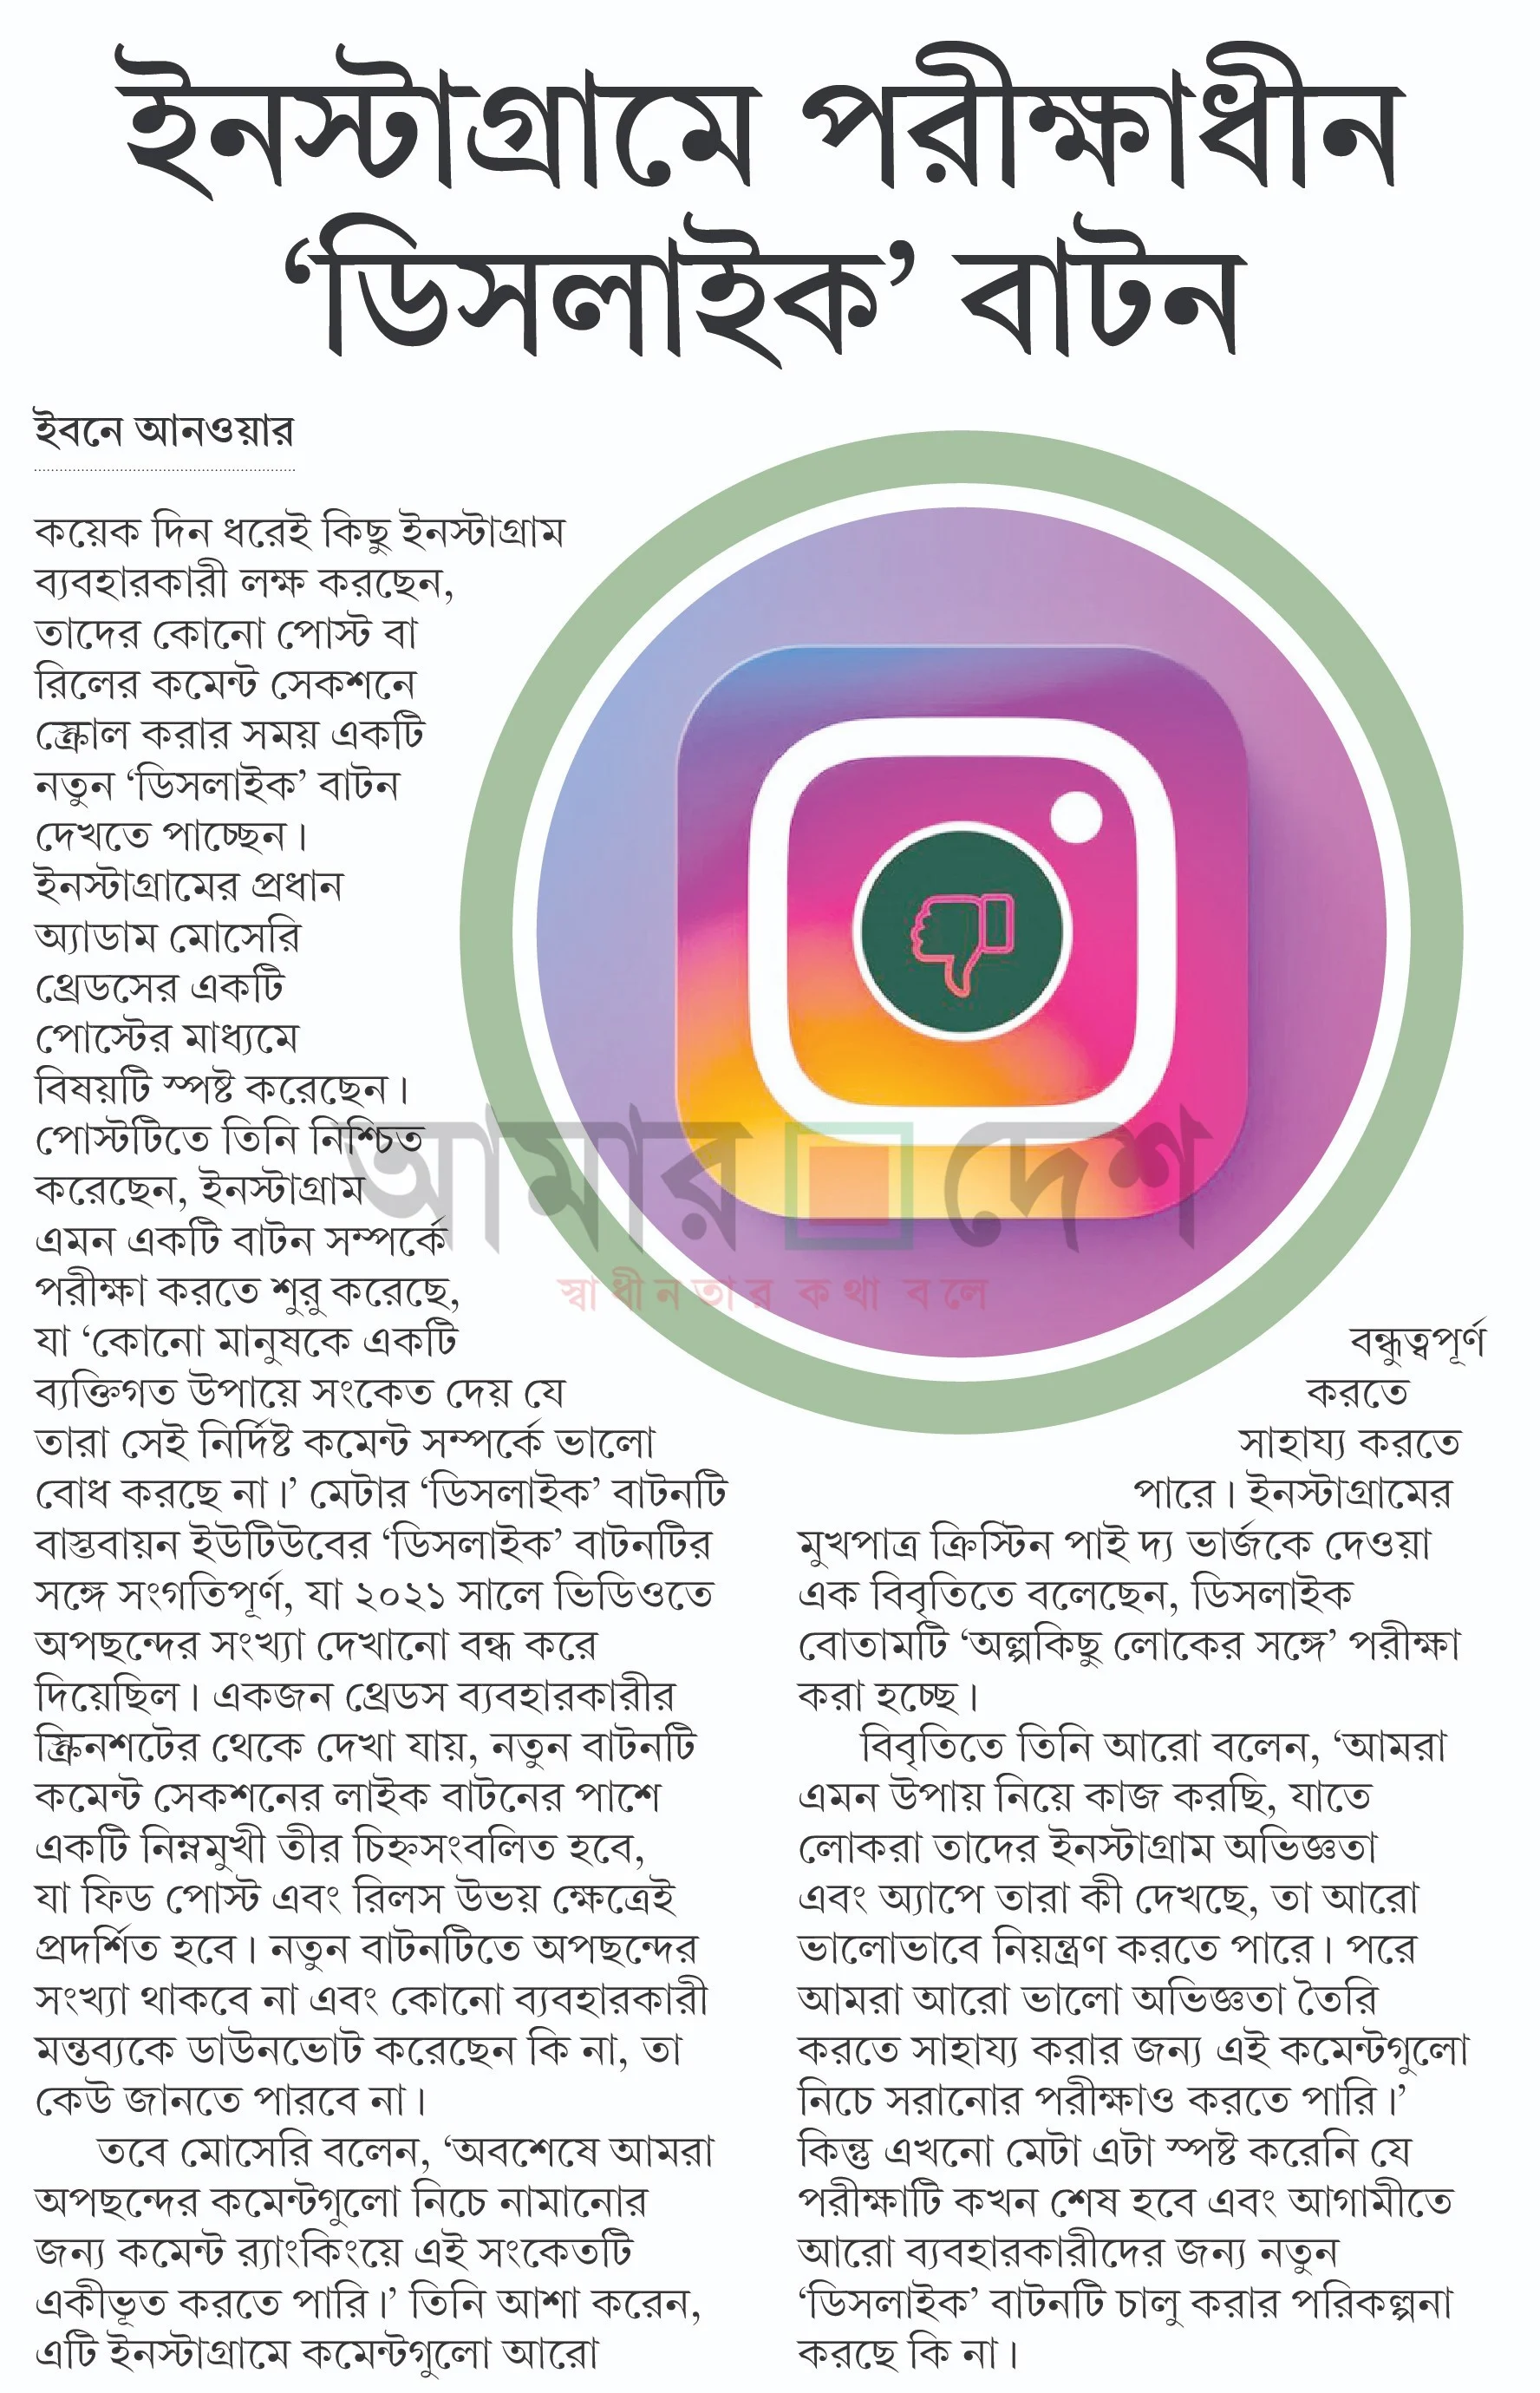 ইনস্টাগ্রামে পরীক্ষাধীন
‘ডিসলাইক’ বাটন
ইবনে আনওয়ার
কয়েক দিন ধরেই কিছু ইনস্টাগ্রাম
ব্যবহারকারী লক্ষ করছেন,
তাদের কোনো পোস্ট বা
রিলের কমেন্ট সেকশনে
স্ক্রোল করার সময় একটি
নতুন ‘ডিসলাইক’ বাটন
দেখতে পাচ্ছেন।
ইনস্টাগ্রামের প্রধান
অ্যাডাম মোসেরি
থ্রেডসের একটি
পোস্টের মাধ্যমে
বিষয়টি স্পষ্ট করেছেন।
পোস্টটিতে তিনি নিশ্চিত
করেছেন, ইনস্টাগ্রাম
এমন একটি বাটন সম্পর্কে
পরীক্ষা করতে শুরু করেছে,
যা ‘কোনো মানুষকে একটি
ব্যক্তিগত উপায়ে সংকেত দেয় যে
তারা সেই নির্দিষ্ট কমেন্ট সম্পর্কে ভালো
বোধ করছে না।’ মেটার ‘ডিসলাইক’ বাটনটি
বাস্তবায়ন ইউটিউবের ‘ডিসলাইক’ বাটনটির
সঙ্গে সংগতিপূর্ণ, যা ২০২১ সালে ভিডিওতে
অপছন্দের সংখ্যা দেখানো বন্ধ করে
দিয়েছিল। একজন থ্রেডস ব্যবহারকারীর
স্ক্রিনশটের থেকে দেখা যায়, নতুন বাটনটি
কমেন্ট সেকশনের লাইক বাটনের পাশে
একটি নিম্নমুখী তীর চিহ্নসংবলিত হবে,
যা ফিড পোস্ট এবং রিলস উভয় ক্ষেত্রেই
প্রদর্শিত হবে। নতুন বাটনটিতে অপছন্দের
সংখ্যা থাকবে না এবং কোনো ব্যবহারকারী
মন্তব্যকে ডাউনভোট করেছেন কি না, তা
কেউ জানতে পারবে না।
তবে মোসেরি বলেন, ‘অবশেষে আমরা
অপছন্দের কমেন্টগুলো নিচে নামানোর
জন্য কমেন্ট র‍্যাংকিংয়ে এই সংকেতটি
একীভূত করতে পারি।’ তিনি আশা করেন,
এটি ইনস্টাগ্রামে কমেন্টগুলো আরো
বন্ধুত্বপূর্ণ
করতে
সাহায্য করতে
পারে। ইনস্টাগ্রামের
মুখপাত্র ক্রিস্টিন পাই দ্য ভার্জকে দেওয়া
এক বিবৃতিতে বলেছেন, ডিসলাইক
বোতামটি ‘অল্পকিছু লোকের সঙ্গে’ পরীক্ষা
করা হচ্ছে।
বিবৃতিতে তিনি আরো বলেন, ‘আমরা
এমন উপায় নিয়ে কাজ করছি, যাতে
লোকরা তাদের ইনস্টাগ্রাম অভিজ্ঞতা
এবং অ্যাপে তারা কী দেখছে, তা আরো
ভালোভাবে নিয়ন্ত্রণ করতে পারে। পরে
আমরা আরো ভালো অভিজ্ঞতা তৈরি
করতে সাহায্য করার জন্য এই কমেন্টগুলো
নিচে সরানোর পরীক্ষাও করতে পারি।’
কিন্তু এখনো মেটা এটা স্পষ্ট করেনি যে
পরীক্ষাটি কখন শেষ হবে এবং আগামীতে
আরো ব্যবহারকারীদের জন্য নতুন
‘ডিসলাইক’ বাটনটি চালু করার পরিকল্পনা
করছে কি না।
আমার দেশ
স্বাধীনতার কথা বলে